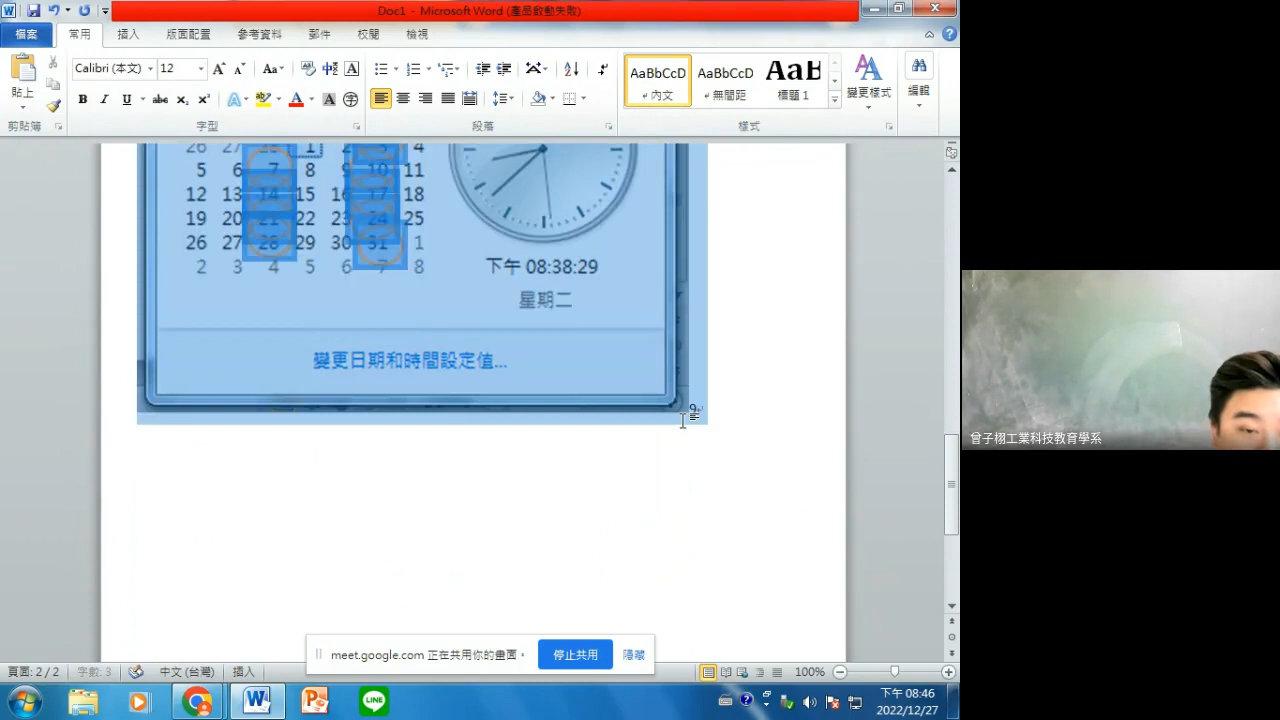 Doc1 - Microsoft Word (產品啟動失敗)
檔案 常用 插入 版面配置 參考資料 郵件 校閱 檢視
貼上
Calibri (本文) 12
AaBbCcD AaBbCcD AaB
內文 無間距 標題 1
變更樣式 編輯
剪貼簿 字型 段落 樣式
26 27 1 4
5 6 7 8 9 10 11
12 13 14 15 16 17 18
19 20 21 22 23 24 25
26 27 28 29 30 31 1
2 3 4 5 6 7 8
下午 08:38:29
星期二
變更日期和時間設定值...
曾子栩工業科技教育學系
meet.google.com 正在共用你的畫面。 停止共用 隱藏
頁面: 2 / 2 字數: 3 中文 (台灣) 插入 100%
LINE
下午 08:46
2022/12/27